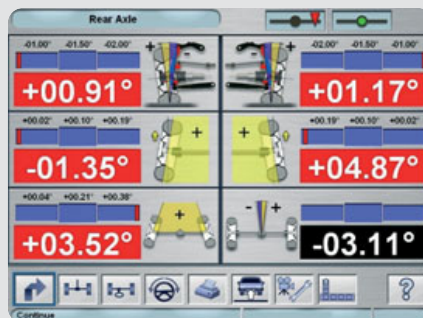 Rear Axle
-01.00° -01.50° -02.00°
+00.91°
-02.00° -01.50° -01.00°
+01.17°
+00.02° +00.10° +00.19°
-01.35°
+00.19° +00.10° +00.02°
+04.87°
+00.04° +00.21° +00.38°
+03.52°
-03.11°
?
Continue